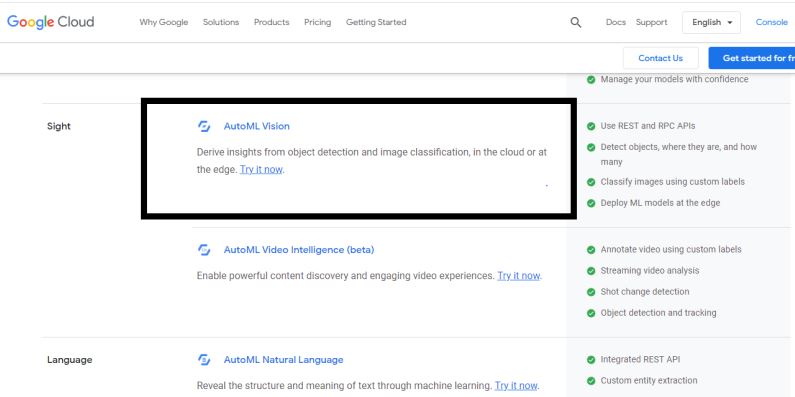 Google Cloud Why Google Solutions Products Pricing Getting Started Docs Support English Console
Contact Us Get started for fr
Manage your models with confidence
Sight
AutoML Vision
Derive insights from object detection and image classification, in the cloud or at
the edge. Try it now.
Use REST and RPC APIs
Detect objects, where they are, and how
many
Classify images using custom labels
Deploy ML models at the edge
AutoML Video Intelligence (beta)
Enable powerful content discovery and engaging video experiences. Try it now.
Annotate video using custom labels
Streaming video analysis
Shot change detection
Object detection and tracking
Language
AutoML Natural Language
Reveal the structure and meaning of text through machine learning. Try it now.
Integrated REST API
Custom entity extraction